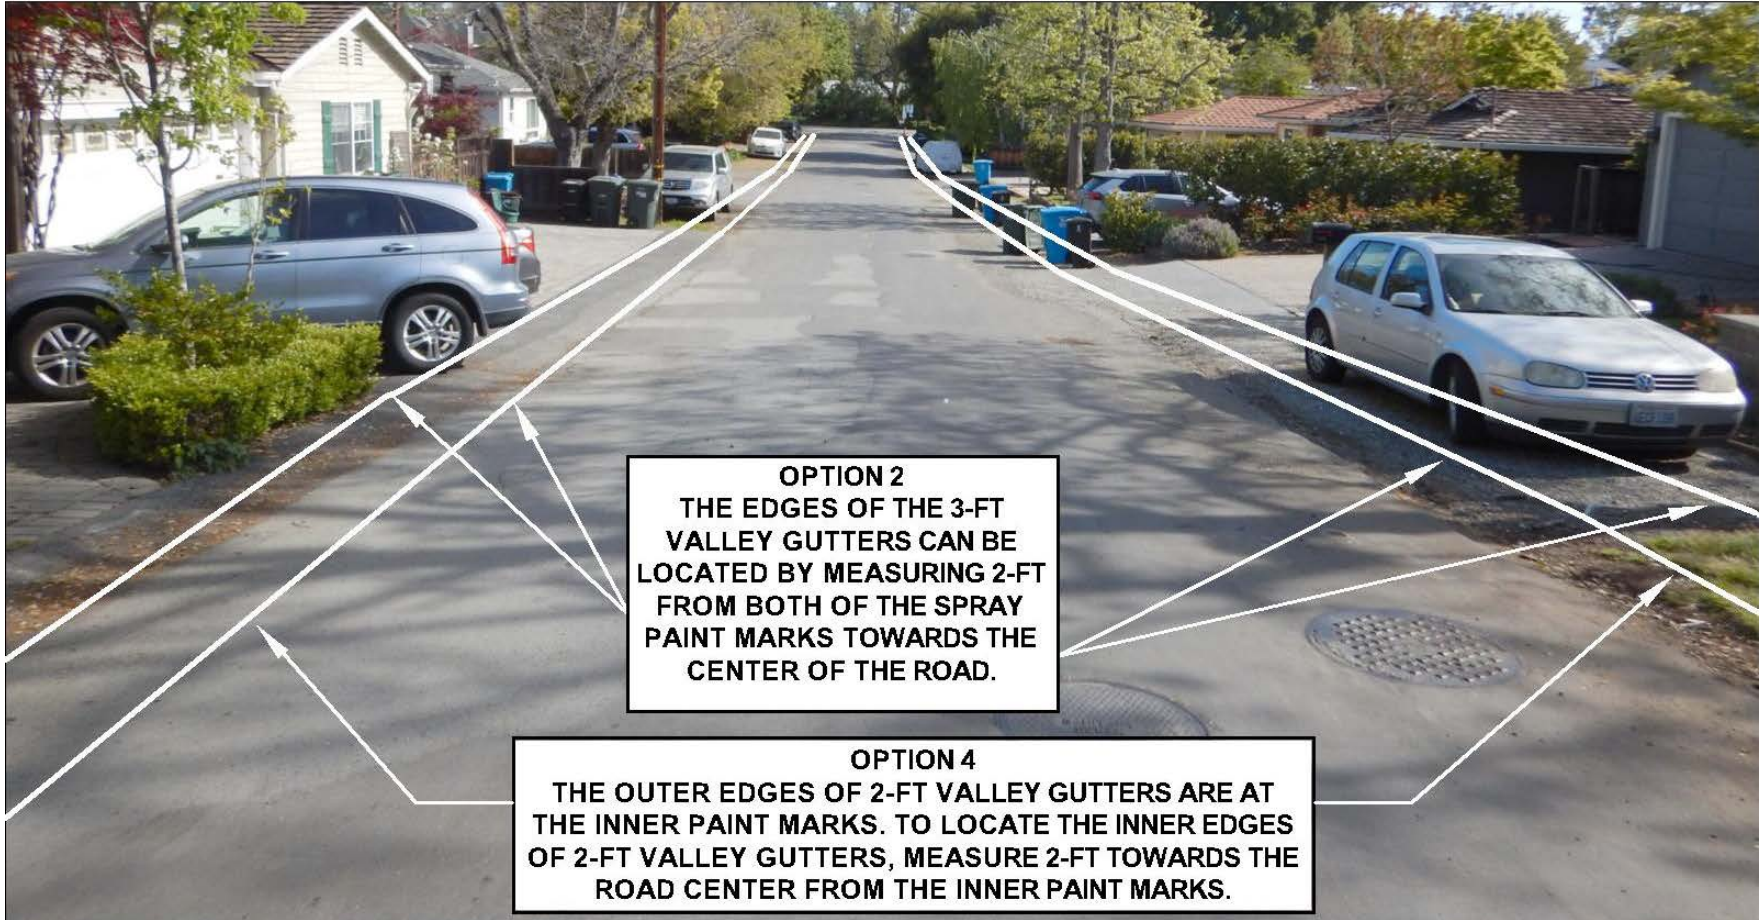 OPTION 2
THE EDGES OF THE 3-FT
VALLEY GUTTERS CAN BE
LOCATED BY MEASURING 2-FT
FROM BOTH OF THE SPRAY
PAINT MARKS TOWARDS THE
CENTER OF THE ROAD.
OPTION 4
THE OUTER EDGES OF 2-FT VALLEY GUTTERS ARE AT
THE INNER PAINT MARKS. TO LOCATE THE INNER EDGES
OF 2-FT VALLEY GUTTERS, MEASURE 2-FT TOWARDS THE
ROAD CENTER FROM THE INNER PAINT MARKS.